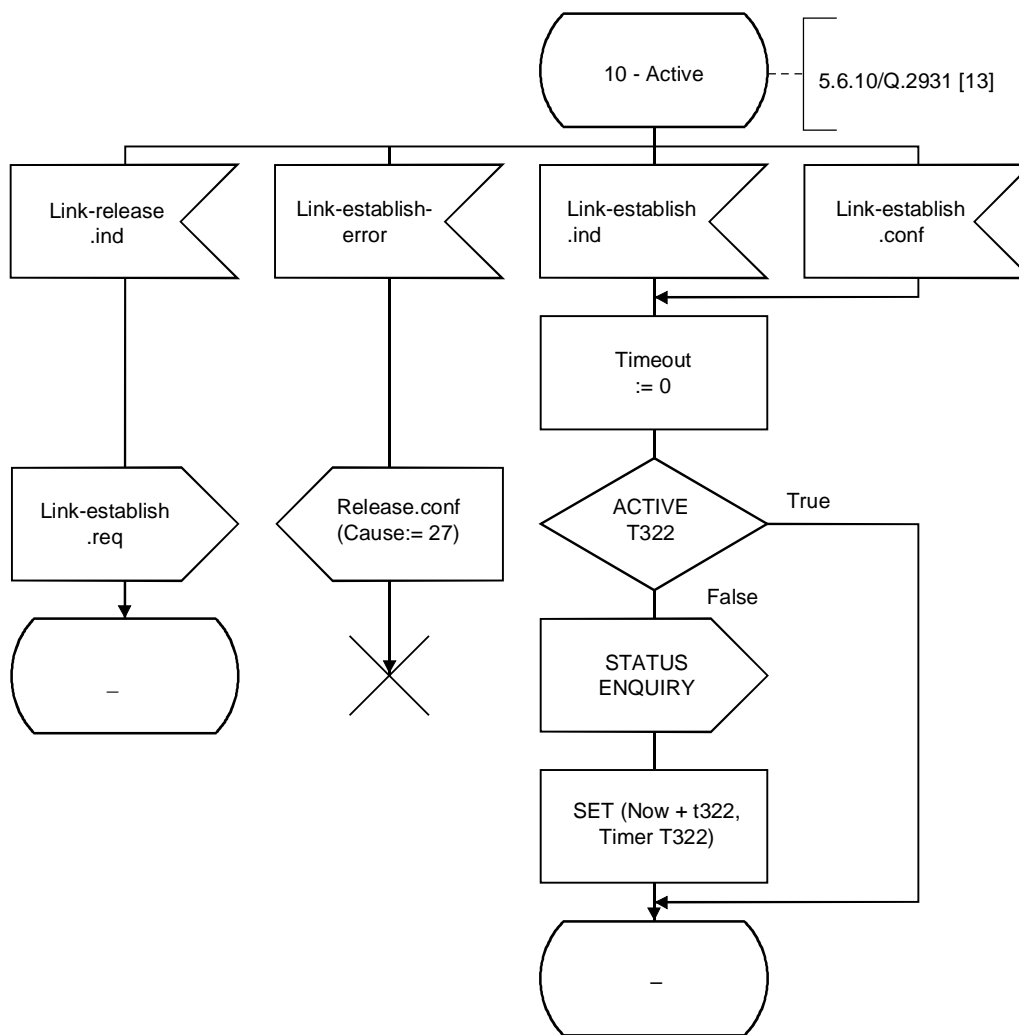 10 - Active
5.6.10/Q.2931 [13]
Link-release
.ind
Link-establish-
error
Link-establish
.ind
Link-establish
.conf
Timeout
:= 0
Link-establish
.req
Release.conf
(Cause:= 27)
ACTIVE
T322
True
False
STATUS
ENQUIRY
–
SET (Now + t322,
Timer T322)
–